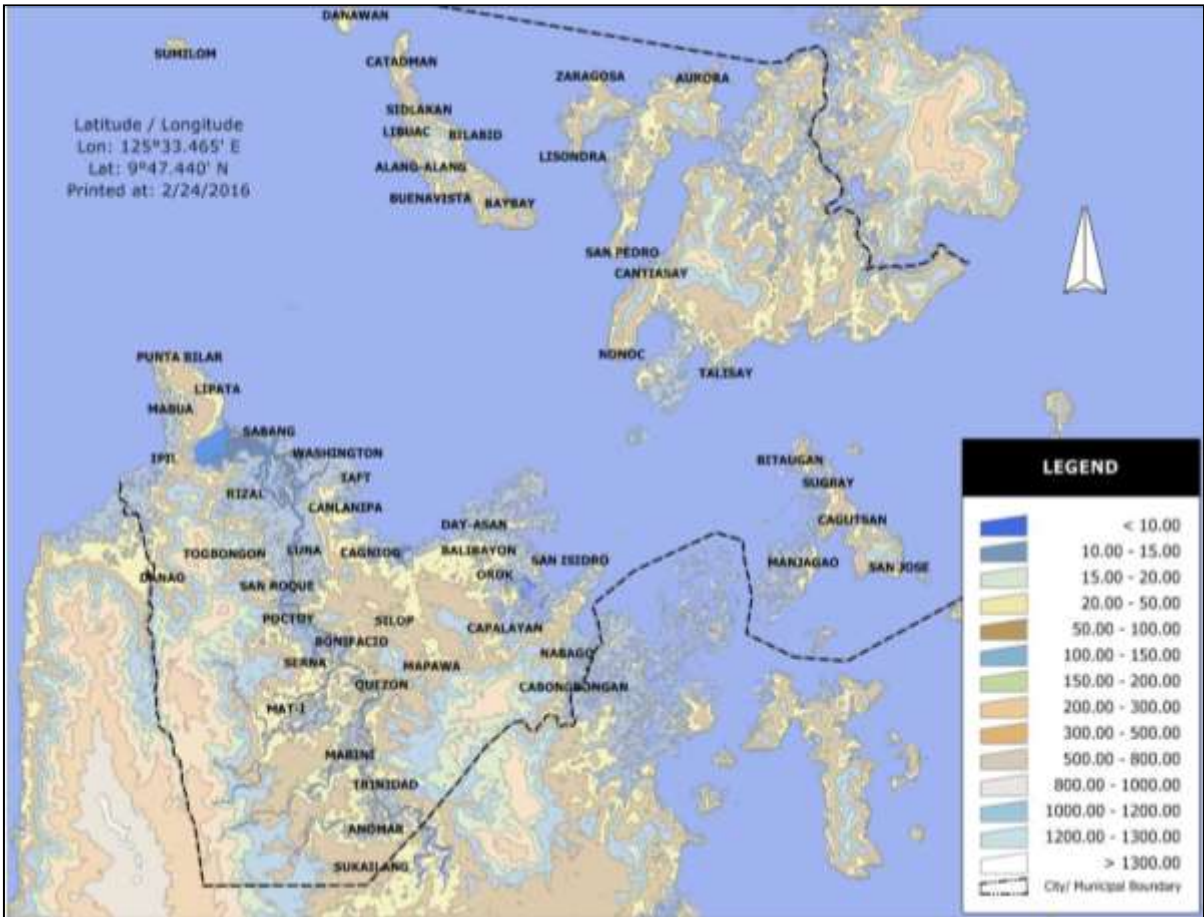 DANAWAN
SUMILOM
CATADMAN
ZARAGOSA
AURORA
SIDLAKAN
LIBUAC
BILABID
LISONDRA
ALANG-ALANG
BUENAVISTA
BAYBAY
Latitude / Longitude
Lon: 125°33.465' E
Lat: 9°47.440' N
Printed at: 2/24/2016
SAN PEDRO
CANTIASAY
NONOC
TALISAY
PUNTA BILAR
LIPATA
MABUA
SABANG
IPIL
WASHINGTON
TAFT
RIZAL
CANLANIPA
BITAUGAN
SUGBAY
CAGUTSAN
DAY-ASAN
TOGBONGON
LUNA
CAGNIOG
BALIBAYON
SAN ISIDRO
MANJAGAO
SAN JOSE
DANAO
SAN ROQUE
OROK
POCTOY
SILOP
CAPALAYAN
BONIFACIO
NABAGO
SERNA
MAPAWA
QUEZON
CABONGBONGAN
MAT-I
MABINI
TRINIDAD
ANOMAR
SUKAILANG
LEGEND
< 10.00
10.00 - 15.00
15.00 - 20.00
20.00 - 50.00
50.00 - 100.00
100.00 - 150.00
150.00 - 200.00
200.00 - 300.00
300.00 - 500.00
500.00 - 800.00
800.00 - 1000.00
1000.00 - 1200.00
1200.00 - 1300.00
> 1300.00
City/ Municipal Boundary